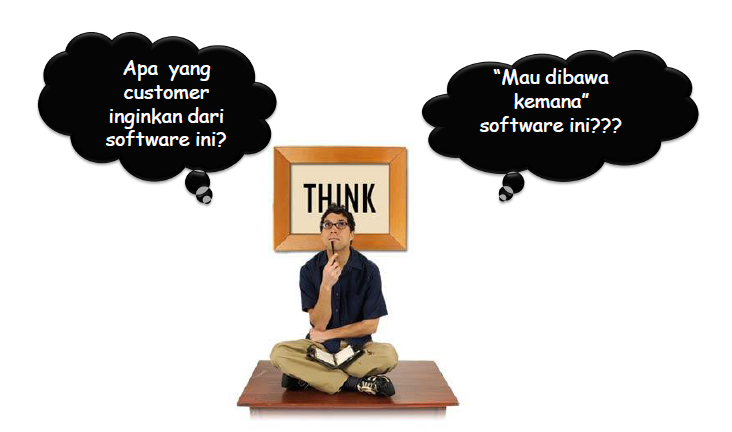 Apa yang
customer
inginkan dari
software ini?
“Mau dibawa
kemana”
software ini???
THINK